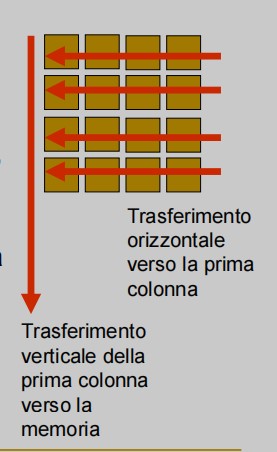 Trasferimento
orizzontale
verso la prima
colonna
Trasferimento
verticale della
prima colonna
verso la
memoria